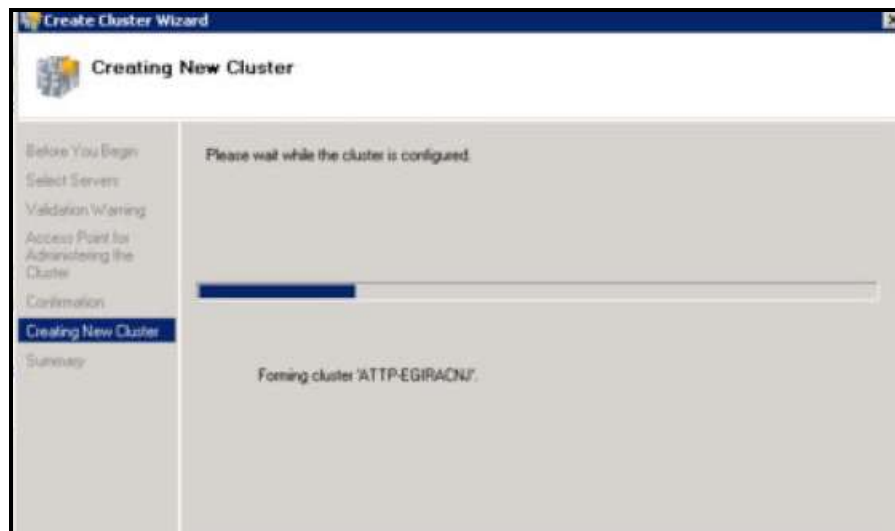 Create Cluster Wizard
Creating New Cluster
Before You Begin
Select Servers
Validation Warning
Access Point for
Administering the
Cluster
Confirmation
Creating New Cluster
Summary
Please wait while the cluster is configured.
Forming cluster 'ATTP-EGIRACNJ'.